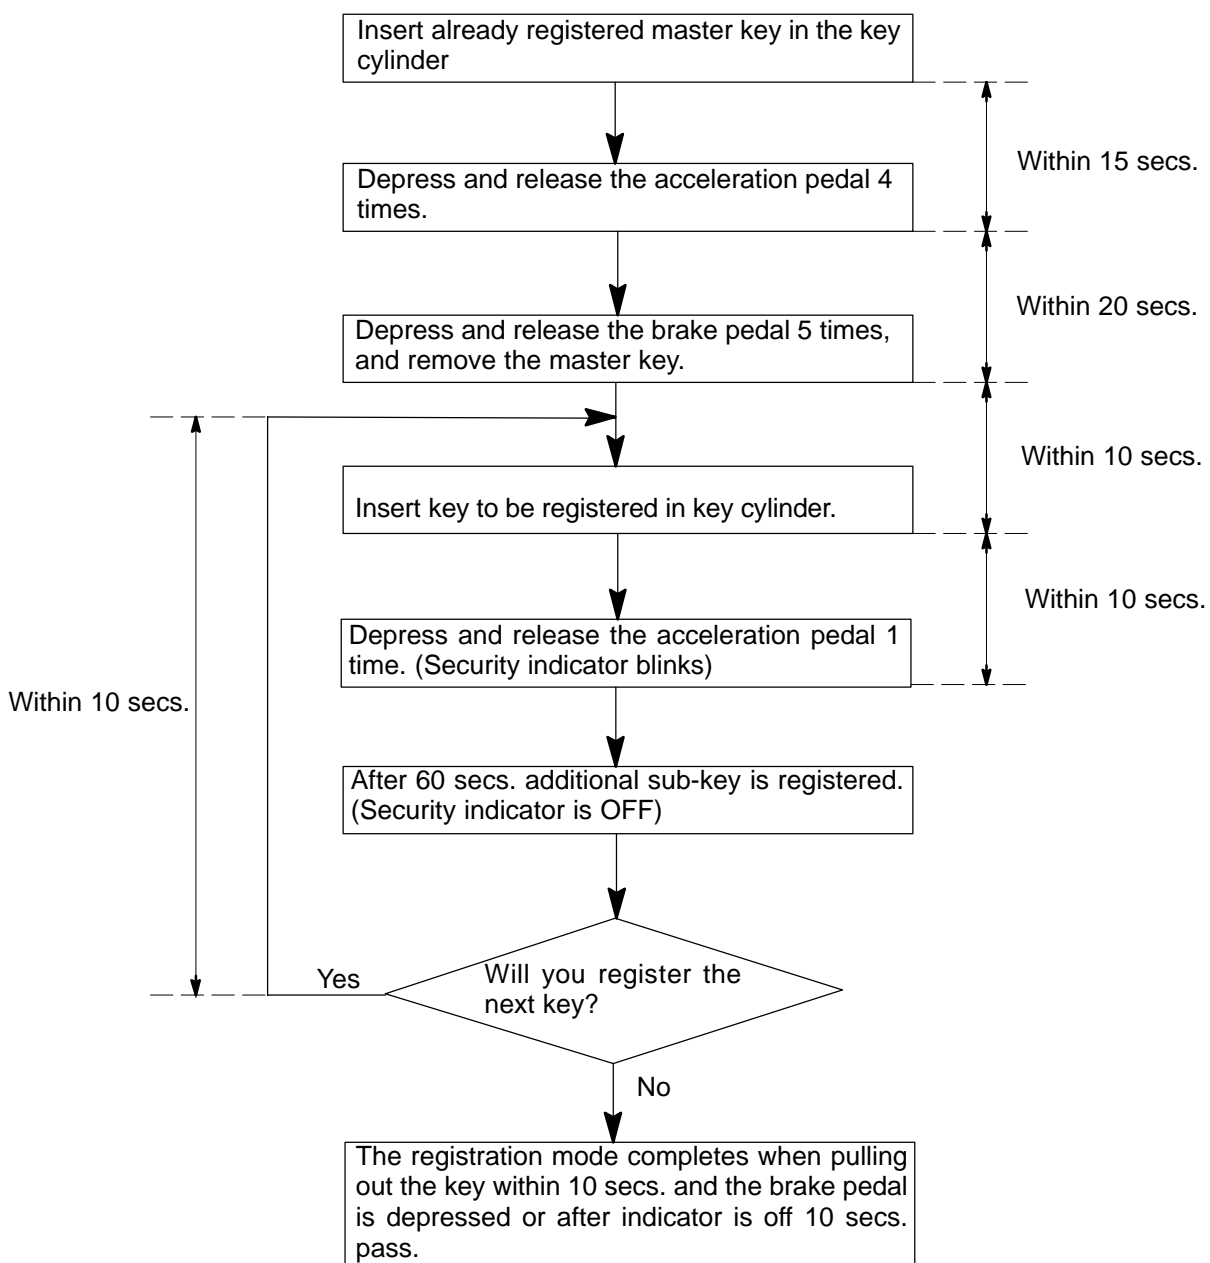 Insert already registered master key in the key
cylinder
Within 15 secs.
Depress and release the acceleration pedal 4
times.
Within 20 secs.
Depress and release the brake pedal 5 times,
and remove the master key.
Within 10 secs.
Insert key to be registered in key cylinder.
Within 10 secs.
Depress and release the acceleration pedal 1
time. (Security indicator blinks)
Within 10 secs.
After 60 secs. additional sub-key is registered.
(Security indicator is OFF)
Yes
Will you register the
next key?
No
The registration mode completes when pulling
out the key within 10 secs. and the brake pedal
is depressed or after indicator is off 10 secs.
pass.